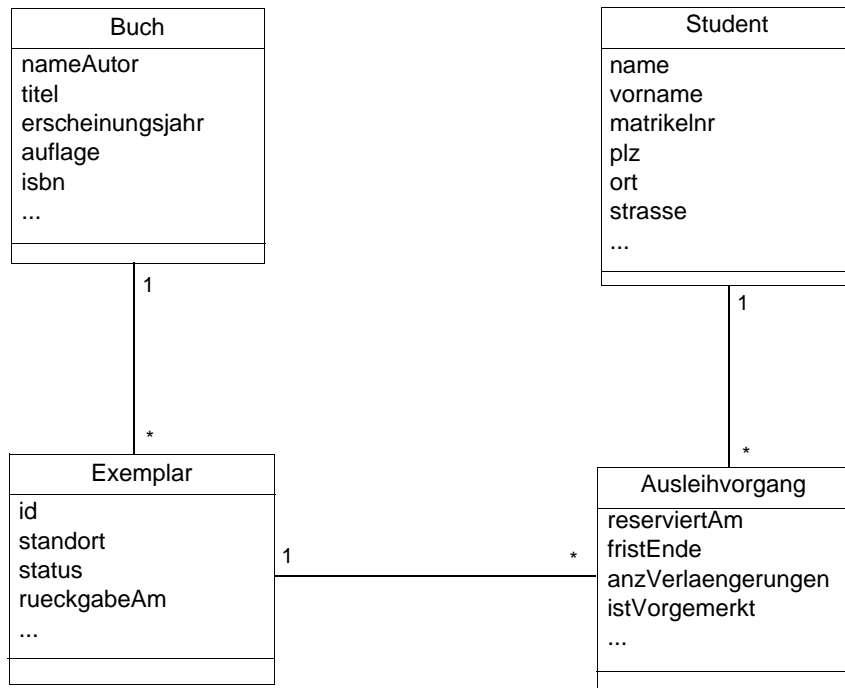 Buch
nameAutor
titel
erscheinungsjahr
auflage
isbn
...
1
*
Student
name
vorname
matrikelnr
plz
ort
strasse
...
1
*
Exemplar
id
standort
status
rueckgabeAm
...
1
*
Ausleihvorgang
reserviertAm
fristEnde
anzVerlaengerungen
istVorgemerkt
...